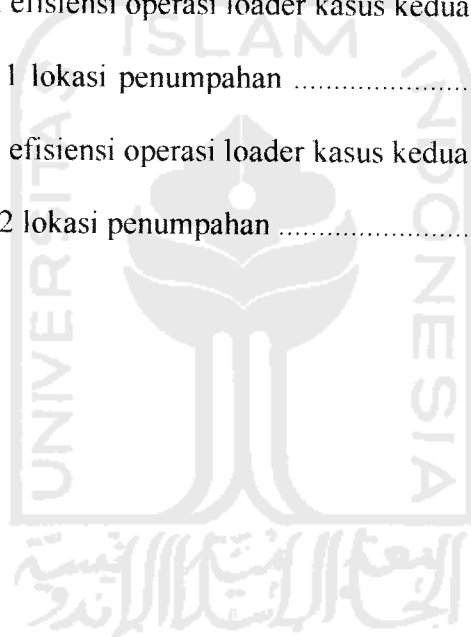 efisiensi operasi loader kasus kedua
1 lokasi penumpahan ......................
efisiensi operasi loader kasus kedua
2 lokasi penumpahan ........................
ISLAM
UNIVERSITAS
INDONESIA